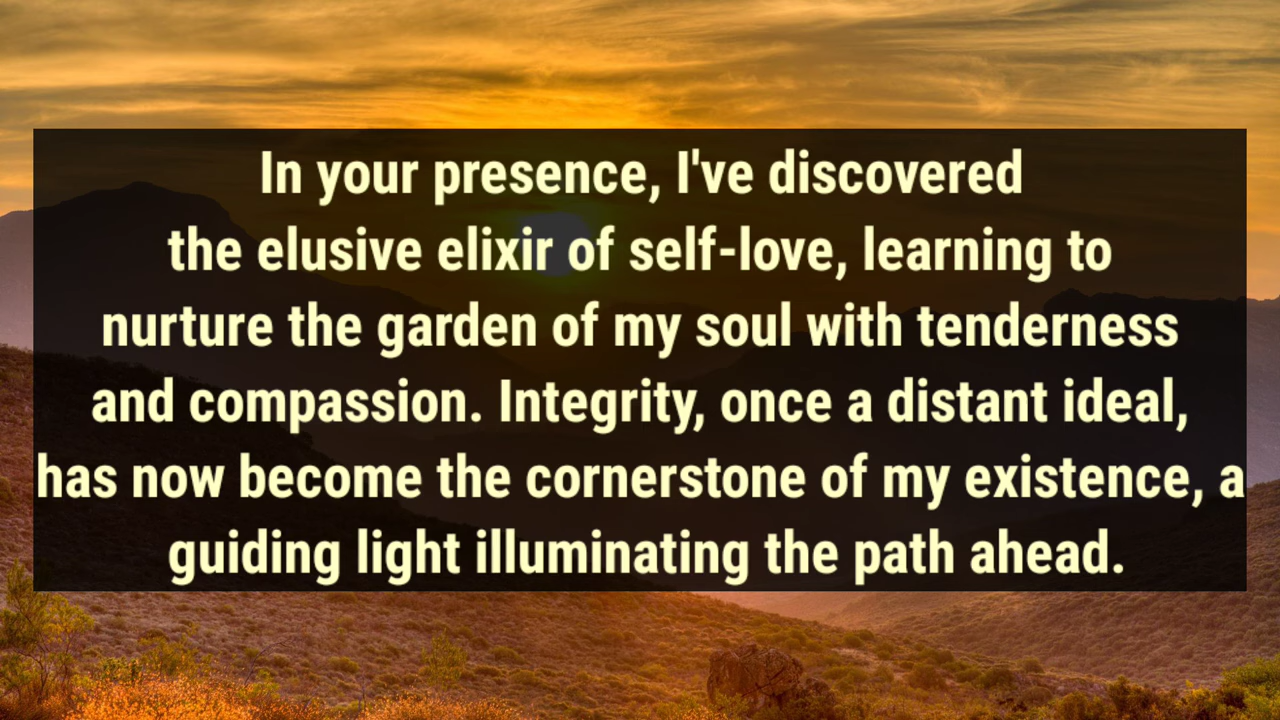 In your presence, I've discovered
the elusive elixir of self-love, learning to
nurture the garden of my soul with tenderness
and compassion. Integrity, once a distant ideal,
has now become the cornerstone of my existence, a
guiding light illuminating the path ahead.